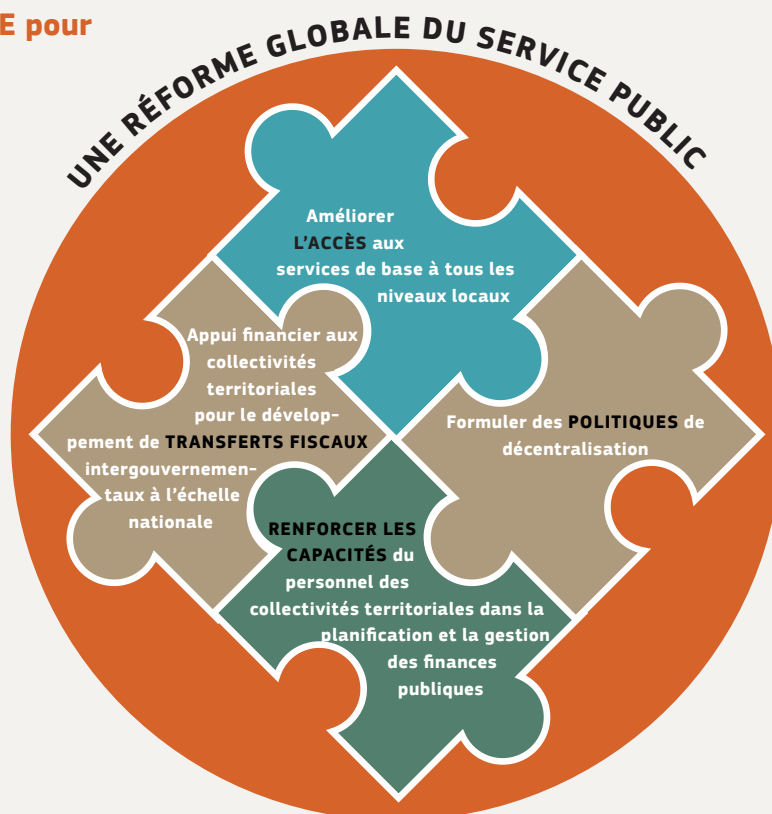 E pour
UNE RÉFORME GLOBALE DU SERVICE PUBLIC
Améliorer
L'ACCÈS aux
services de base à tous les
niveaux locaux
Appui financier aux
collectivités
territoriales
pour le dévelop-
pement de TRANSFERTS FISCAUX
intergouvernemen-
taux à l'échelle
nationale
Formuler des POLITIQUES de
décentralisation
RENFORCER LES
CAPACITÉS du
personnel des
collectivités territoriales dans la
planification et la gestion
des finances
publiques